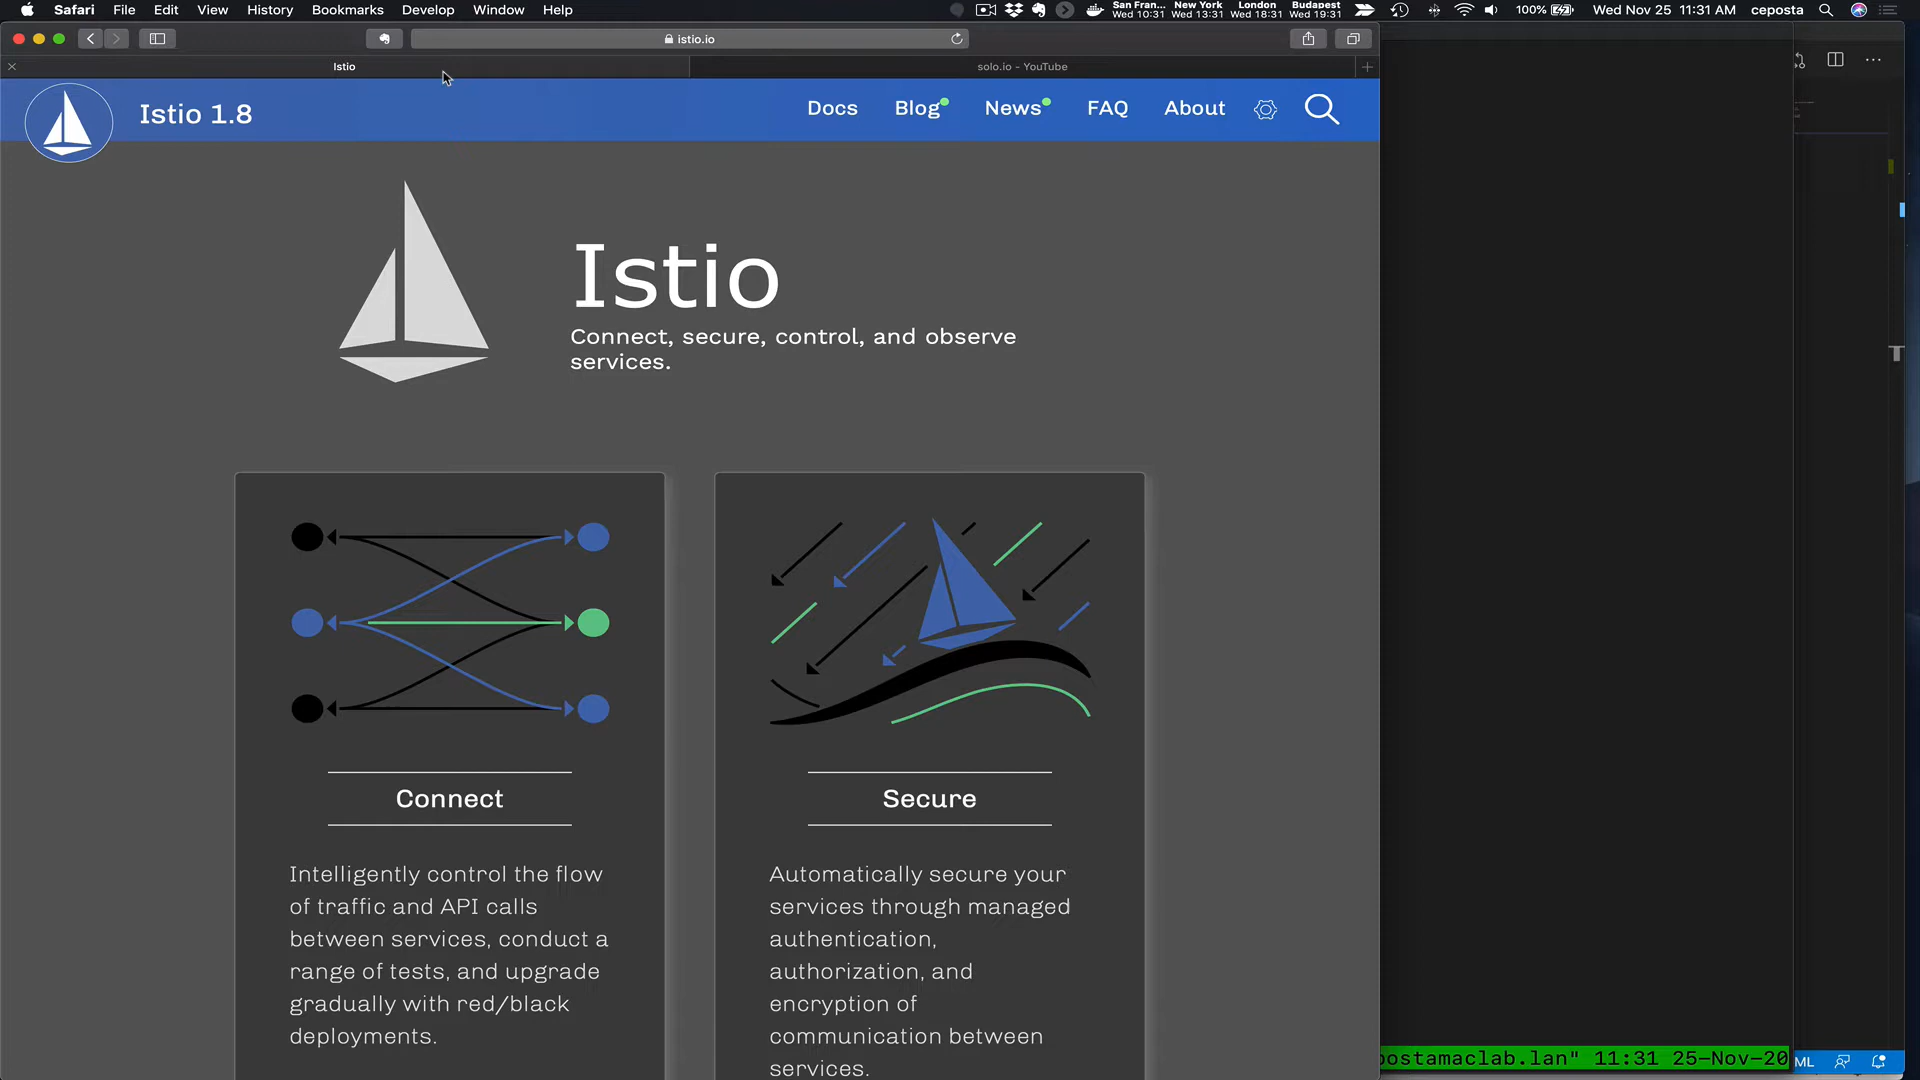 Safari File Edit View History Bookmarks Develop Window Help
San Fran... Wed 10:31
New York Wed 13:31
London Wed 18:31
Budapest Wed 19:31
100%
Wed Nov 25 11:31 AM
ceposta
istio.io
Istio
solo.io - YouTube
Istio 1.8
Docs
Blog
News
FAQ
About
Istio
Connect, secure, control, and observe
services.
Connect
Intelligently control the flow
of traffic and API calls
between services, conduct a
range of tests, and upgrade
gradually with red/black
deployments.
Secure
Automatically secure your
services through managed
authentication,
authorization, and
encryption of
communication between
services.
postamaclab.lan" 11:31 25-Nov-20
ML